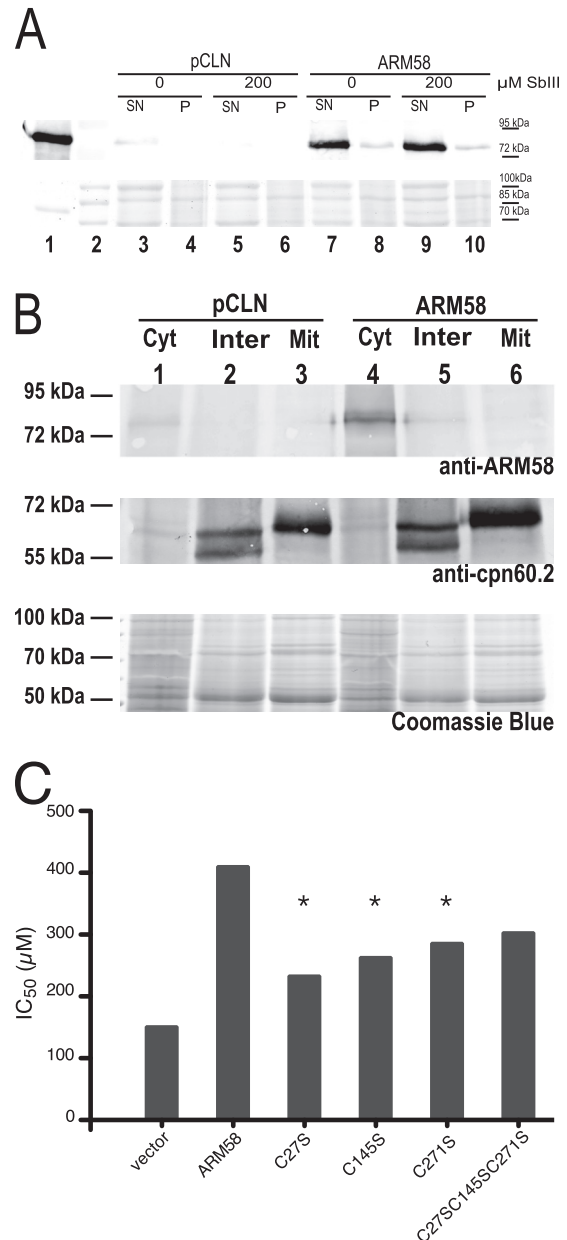 A
pCLN ARM58
0 200 0 200 µM SbIII
SN P SN P SN P SN P
95 kDa
72 kDa
100kDa
85 kDa
70 kDa
1 2 3 4 5 6 7 8 9 10
B
pCLN ARM58
Cyt Inter Mit Cyt Inter Mit
1 2 3 4 5 6
95 kDa
72 kDa
anti-ARM58
72 kDa
55 kDa
anti-cpn60.2
100 kDa
70 kDa
50 kDa
Coomassie Blue
C
500
400
300
200
100
0
IC50 (µM)
* * *
vector
ARM58
C27S
C145S
C271S
C27SC145SC271S